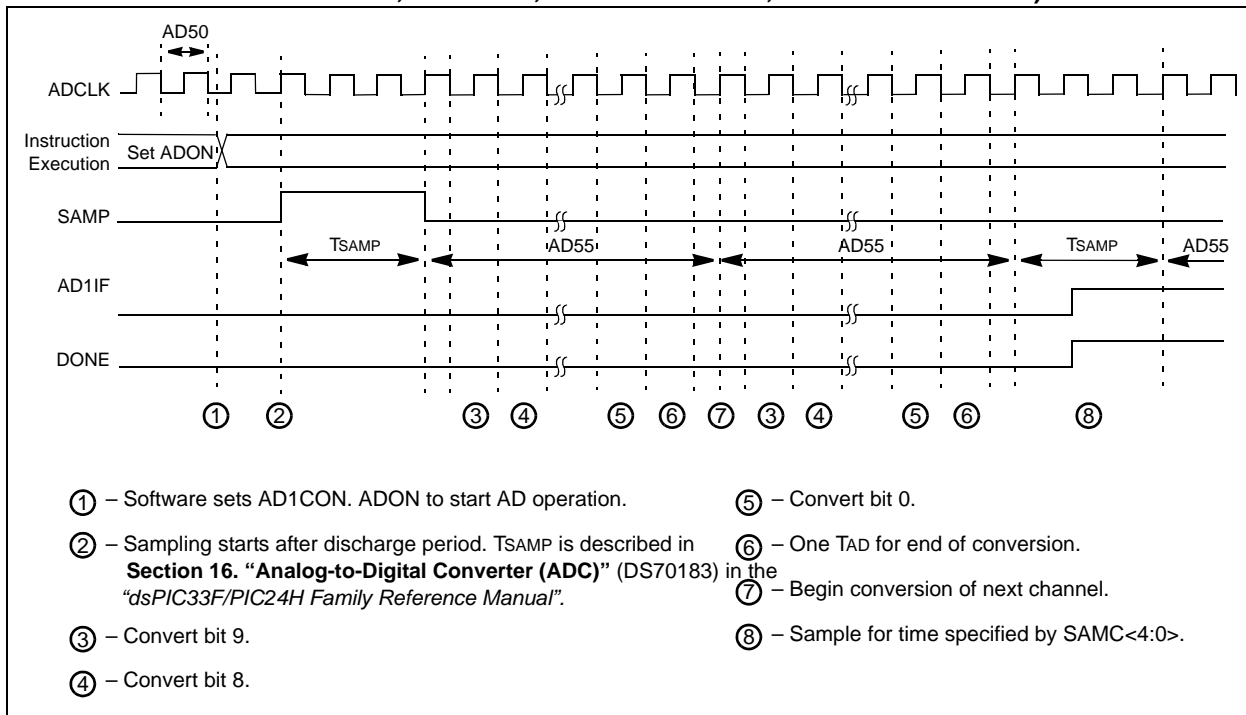 AD50
ADCLK
Instruction
Execution
Set ADON
SAMP
TSAMP
AD55
AD55
TSAMP
AD55
AD1IF
DONE
1 2 3 4 5 6 7 3 4 5 6 8
1 – Software sets AD1CON. ADON to start AD operation.
2 – Sampling starts after discharge period. TSAMP is described in
Section 16. “Analog-to-Digital Converter (ADC)” (DS70183) in the
“dsPIC33F/PIC24H Family Reference Manual”.
3 – Convert bit 9.
4 – Convert bit 8.
5 – Convert bit 0.
6 – One TAD for end of conversion.
7 – Begin conversion of next channel.
8 – Sample for time specified by SAMC<4:0>.